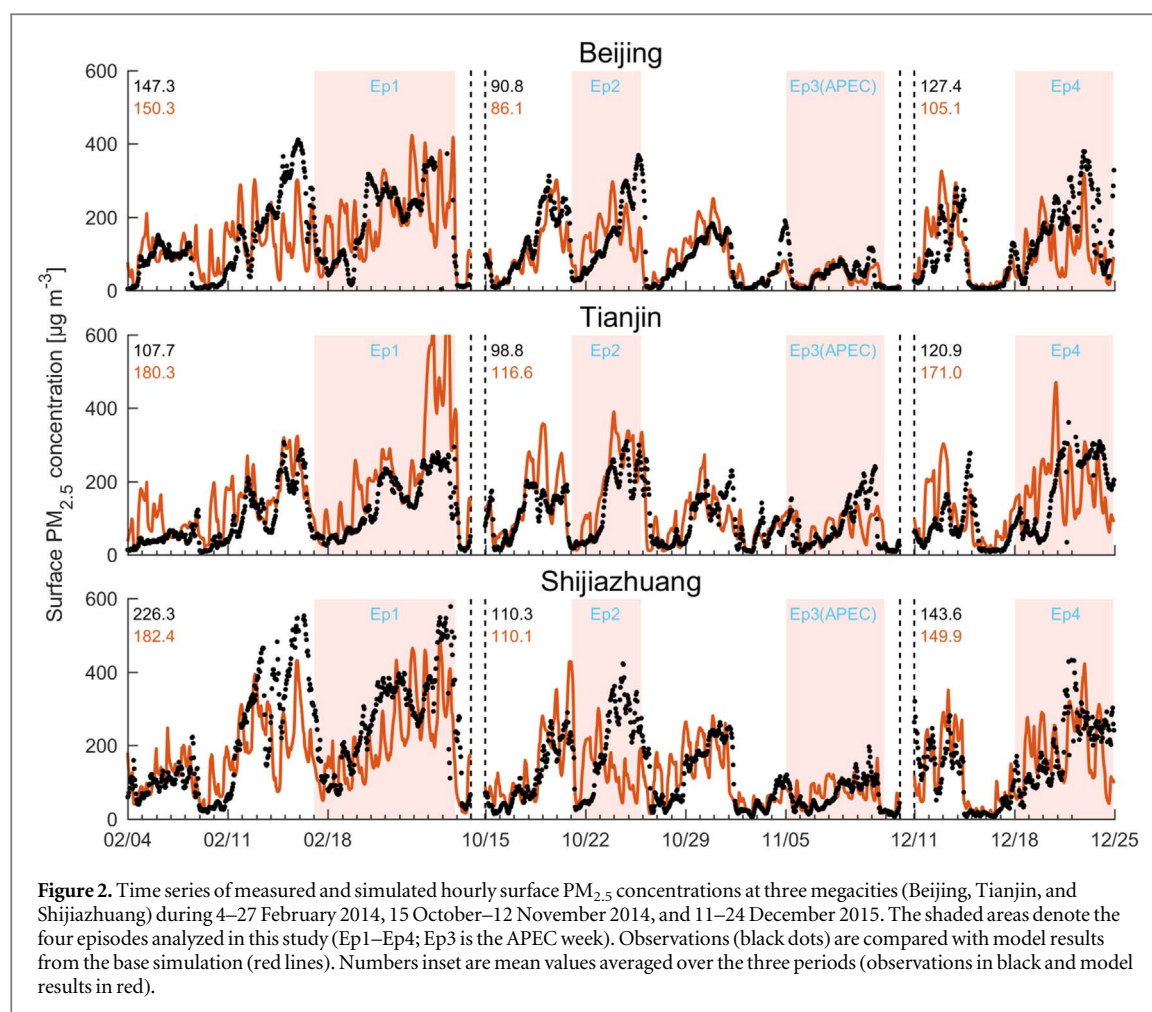 Beijing
600
400
200
0
147.3
150.3
Ep1
90.8
86.1
Ep2
Ep3(APEC)
127.4
105.1
Ep4
Surface PM2.5 concentration [μg m−3]
Tianjin
600
400
200
0
107.7
180.3
Ep1
98.8
116.6
Ep2
Ep3(APEC)
120.9
171.0
Ep4
Shijiazhuang
600
400
200
0
226.3
182.4
Ep1
110.3
110.1
Ep2
Ep3(APEC)
143.6
149.9
Ep4
02/04 02/11 02/18 10/15 10/22 10/29 11/05 12/11 12/18 12/25
Figure 2. Time series of measured and simulated hourly surface PM2.5 concentrations at three megacities (Beijing, Tianjin, and
Shijiazhuang) during 4–27 February 2014, 15 October–12 November 2014, and 11–24 December 2015. The shaded areas denote the
four episodes analyzed in this study (Ep1–Ep4; Ep3 is the APEC week). Observations (black dots) are compared with model results
from the base simulation (red lines). Numbers inset are mean values averaged over the three periods (observations in black and model
results in red).